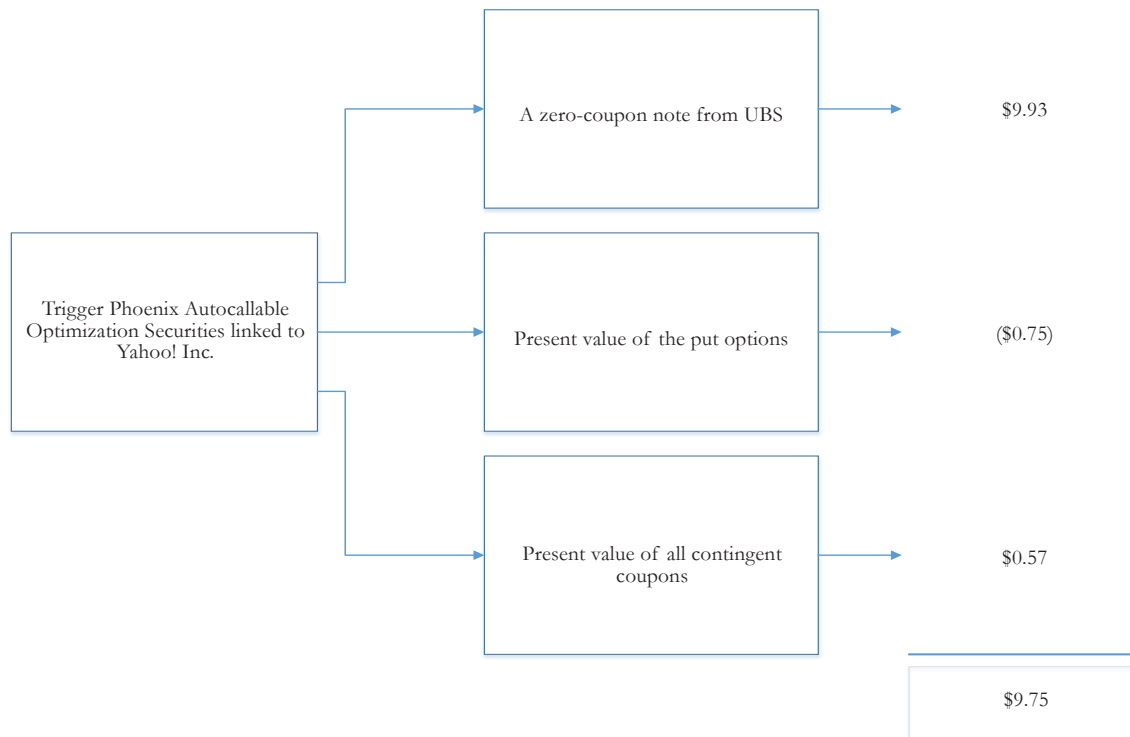 A zero-coupon note from UBS
$9.93
Trigger Phoenix Autocallable
Optimization Securities linked to
Yahoo! Inc.
Present value of the put options
($0.75)
Present value of all contingent
coupons
$0.57
$9.75